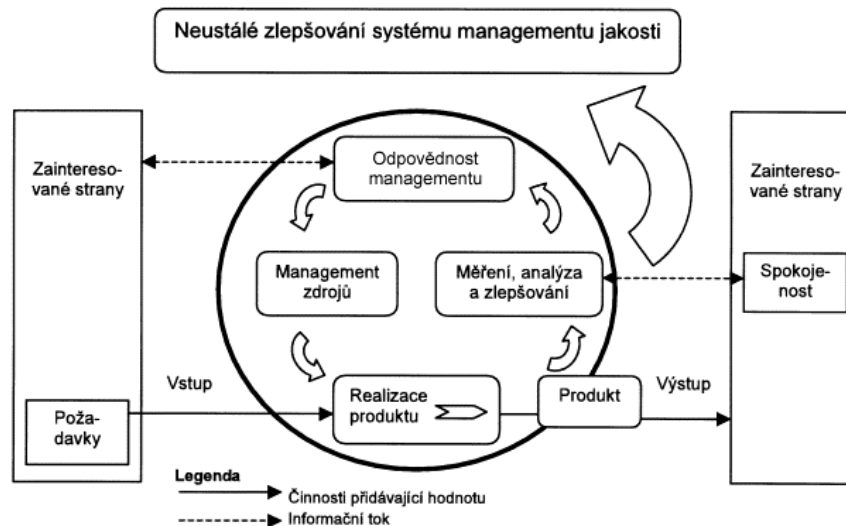 Neustálé zlepšování systému managementu jakosti
Zaintereso-
vané strany
Odpovědnost
managementu
Zaintereso-
vané strany
Management
zdrojů
Měření, analýza
a zlepšování
Spokoje-
nost
Vstup
Realizace
produktu
Produkt
Výstup
Poža-
davky
Legenda
Činnosti přidávající hodnotu
Informační tok